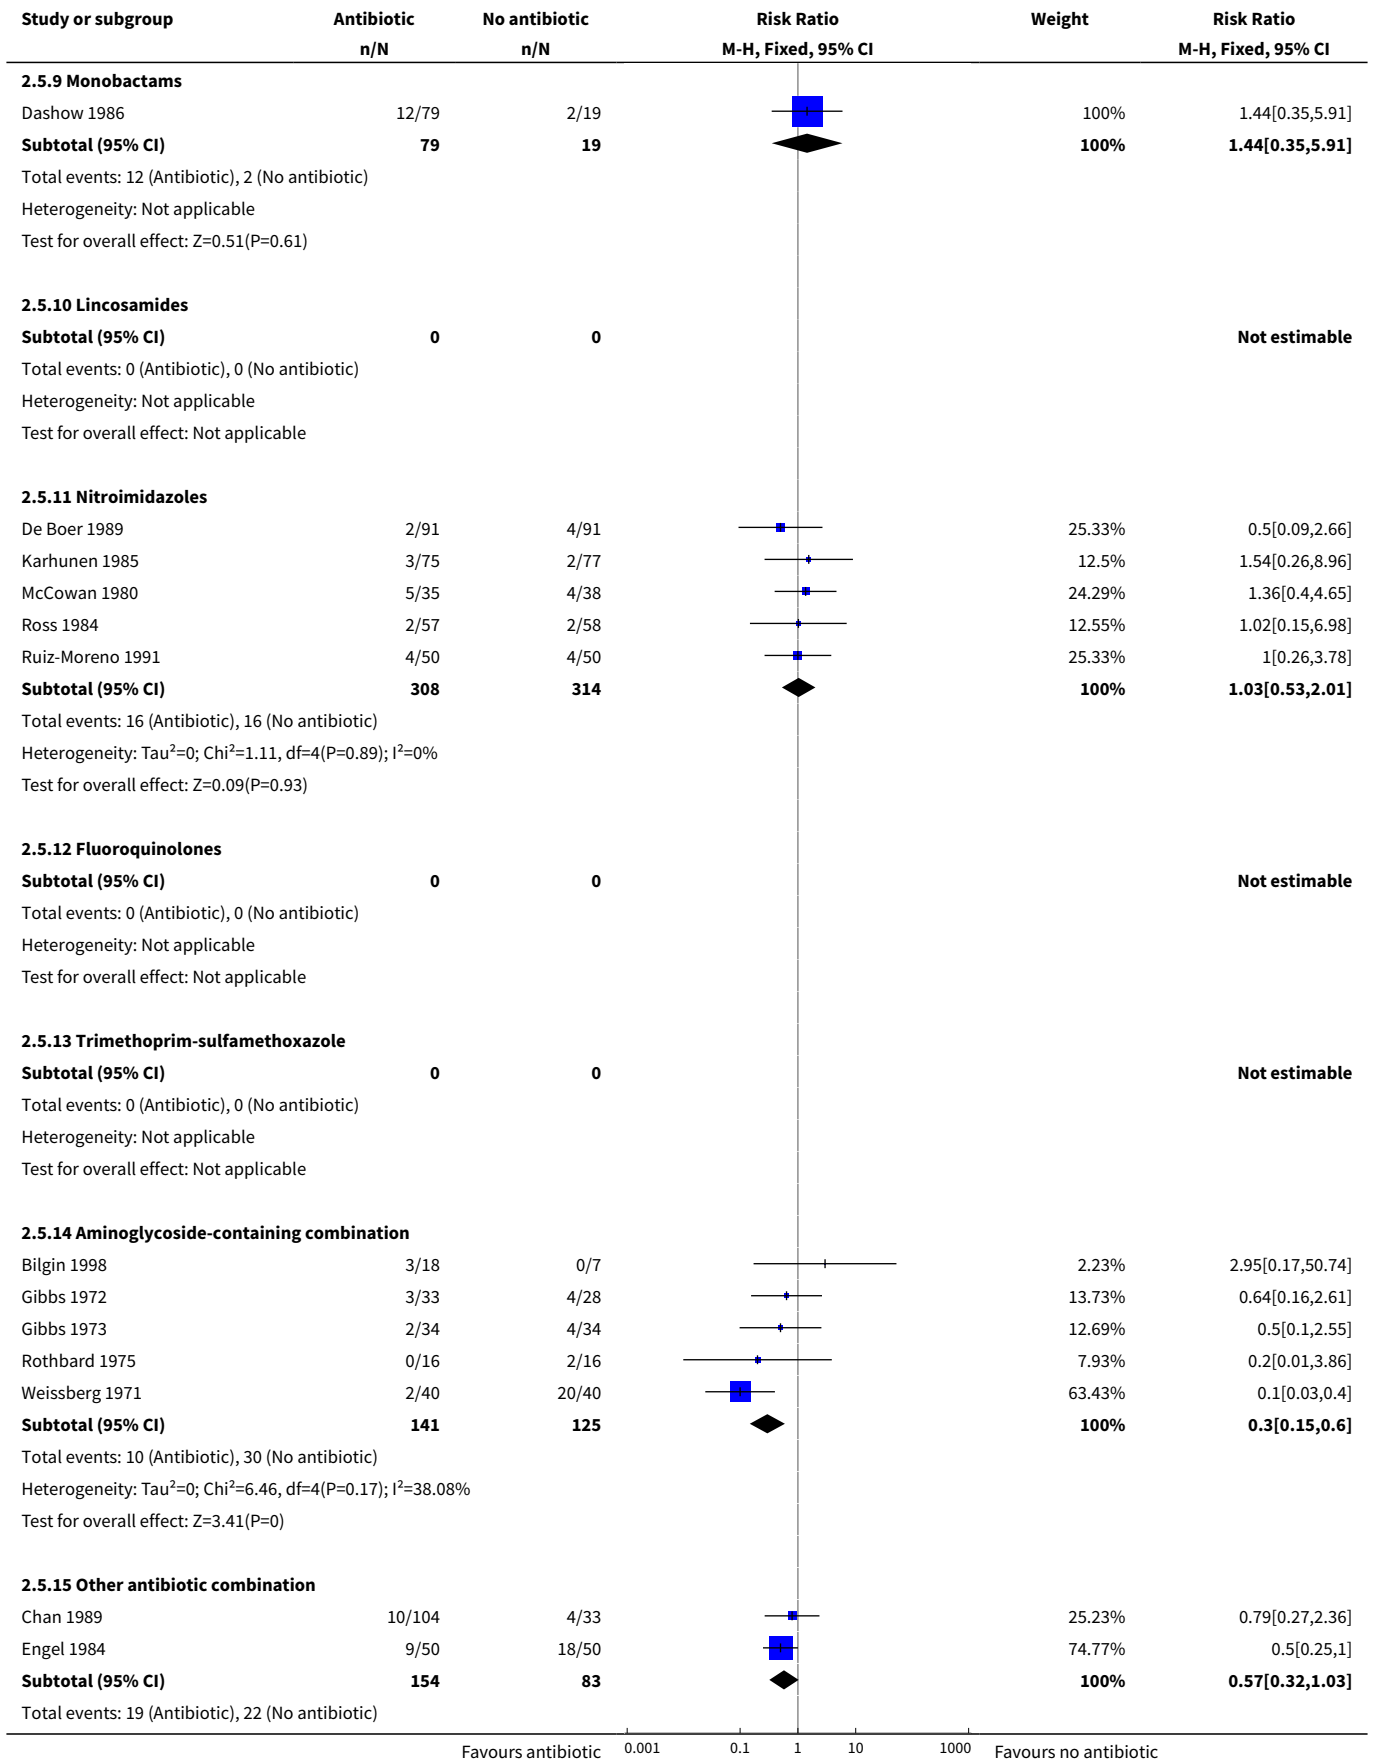 Study or subgroup Antibiotic No antibiotic Risk Ratio Weight Risk Ratio
n/N n/N M-H, Fixed, 95% CI M-H, Fixed, 95% CI
2.5.9 Monobactams
Dashow 1986 12/79 2/19 100% 1.44[0.35,5.91]
Subtotal (95% CI) 79 19 100% 1.44[0.35,5.91]
Total events: 12 (Antibiotic), 2 (No antibiotic)
Heterogeneity: Not applicable
Test for overall effect: Z=0.51(P=0.61)
2.5.10 Lincosamides
Subtotal (95% CI) 0 0 Not estimable
Total events: 0 (Antibiotic), 0 (No antibiotic)
Heterogeneity: Not applicable
Test for overall effect: Not applicable
2.5.11 Nitroimidazoles
De Boer 1989 2/91 4/91 25.33% 0.5[0.09,2.66]
Karhunen 1985 3/75 2/77 12.5% 1.54[0.26,8.96]
McCowan 1980 5/35 4/38 24.29% 1.36[0.4,4.65]
Ross 1984 2/57 2/58 12.55% 1.02[0.15,6.98]
Ruiz-Moreno 1991 4/50 4/50 25.33% 1[0.26,3.78]
Subtotal (95% CI) 308 314 100% 1.03[0.53,2.01]
Total events: 16 (Antibiotic), 16 (No antibiotic)
Heterogeneity: Tau²=0; Chi²=1.11, df=4(P=0.89); I²=0%
Test for overall effect: Z=0.09(P=0.93)
2.5.12 Fluoroquinolones
Subtotal (95% CI) 0 0 Not estimable
Total events: 0 (Antibiotic), 0 (No antibiotic)
Heterogeneity: Not applicable
Test for overall effect: Not applicable
2.5.13 Trimethoprim-sulfamethoxazole
Subtotal (95% CI) 0 0 Not estimable
Total events: 0 (Antibiotic), 0 (No antibiotic)
Heterogeneity: Not applicable
Test for overall effect: Not applicable
2.5.14 Aminoglycoside-containing combination
Bilgin 1998 3/18 0/7 2.23% 2.95[0.17,50.74]
Gibbs 1972 3/33 4/28 13.73% 0.64[0.16,2.61]
Gibbs 1973 2/34 4/34 12.69% 0.5[0.1,2.55]
Rothbard 1975 0/16 2/16 7.93% 0.2[0.01,3.86]
Weissberg 1971 2/40 20/40 63.43% 0.1[0.03,0.4]
Subtotal (95% CI) 141 125 100% 0.3[0.15,0.6]
Total events: 10 (Antibiotic), 30 (No antibiotic)
Heterogeneity: Tau²=0; Chi²=6.46, df=4(P=0.17); I²=38.08%
Test for overall effect: Z=3.41(P=0)
2.5.15 Other antibiotic combination
Chan 1989 10/104 4/33 25.23% 0.79[0.27,2.36]
Engel 1984 9/50 18/50 74.77% 0.5[0.25,1]
Subtotal (95% CI) 154 83 100% 0.57[0.32,1.03]
Total events: 19 (Antibiotic), 22 (No antibiotic)
Favours antibiotic 0.001 0.1 1 10 1000 Favours no antibiotic